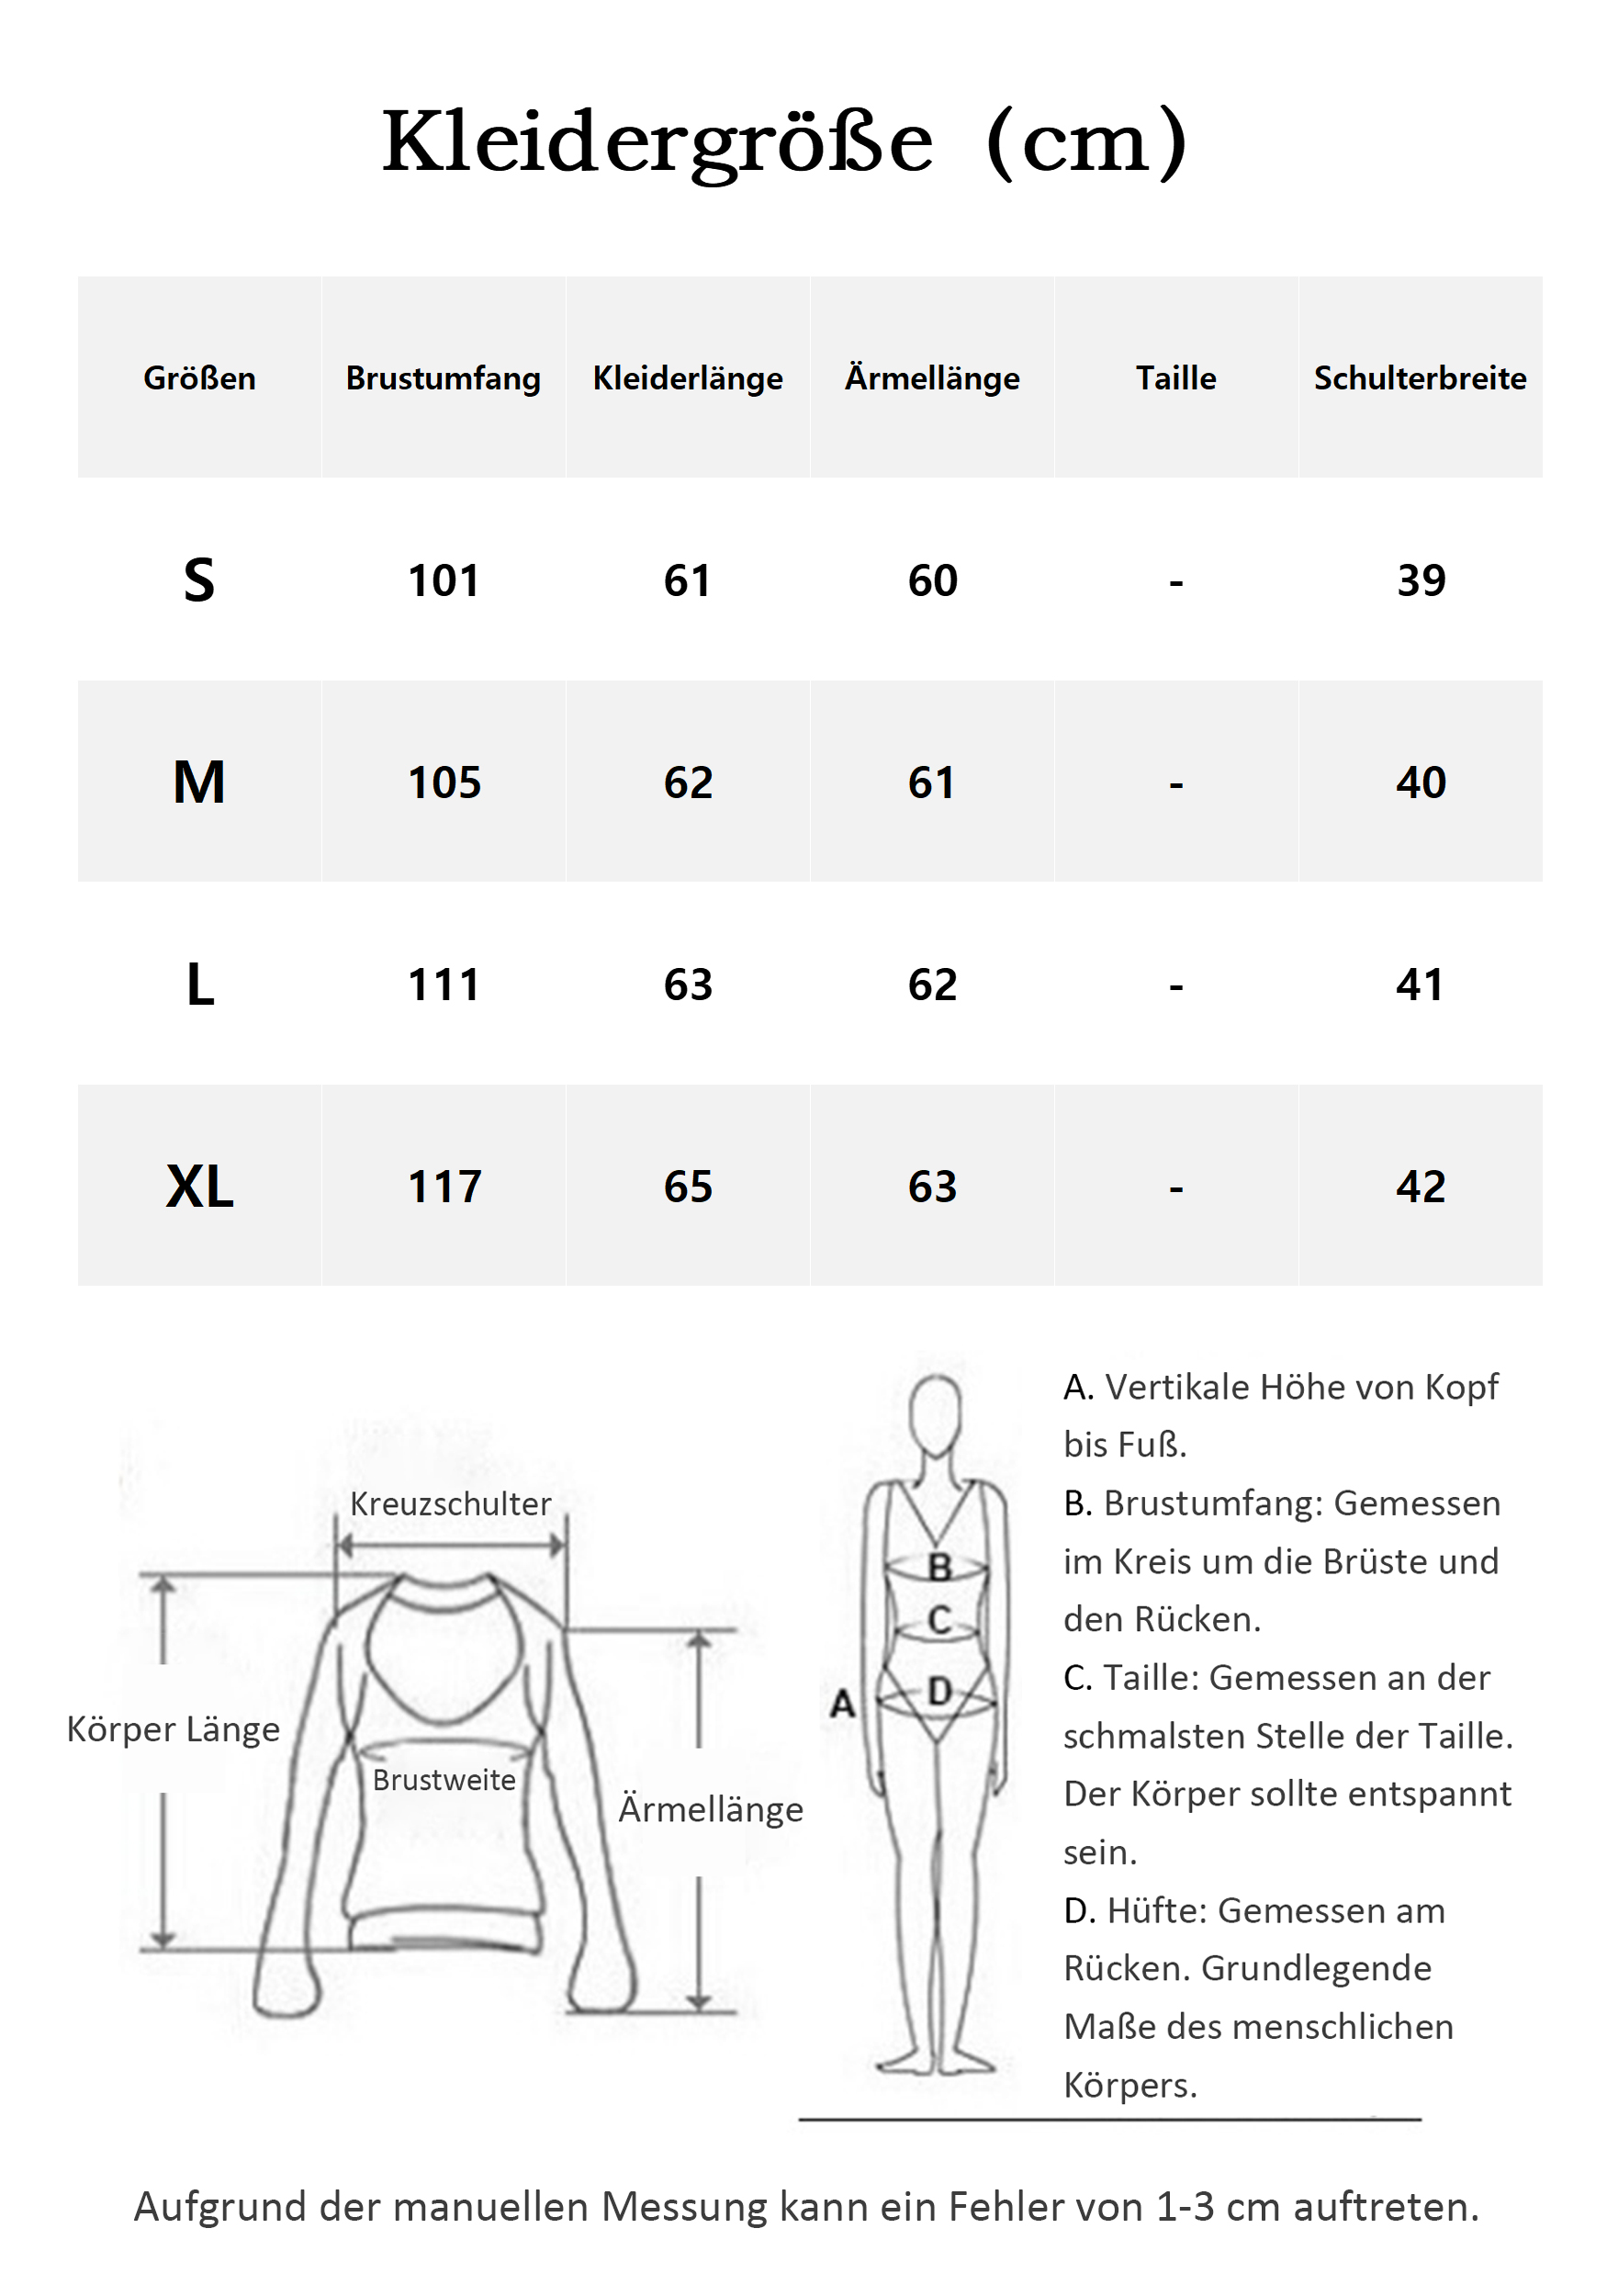 Kleidergröße (cm)
Größen Brustumfang Kleiderlänge Ärmellänge Taille Schulterbreite
S 101 61 60 - 39
M 105 62 61 - 40
L 111 63 62 - 41
XL 117 65 63 - 42
Kreuzschulter
Körper Länge
Brustweite
Ärmellänge
B
C
D
A
A. Vertikale Höhe von Kopf
bis Fuß.
B. Brustumfang: Gemessen
im Kreis um die Brüste und
den Rücken.
C. Taille: Gemessen an der
schmalsten Stelle der Taille.
Der Körper sollte entspannt
sein.
D. Hüfte: Gemessen am
Rücken. Grundlegende
Maße des menschlichen
Körpers.
Aufgrund der manuellen Messung kann ein Fehler von 1-3 cm auftreten.